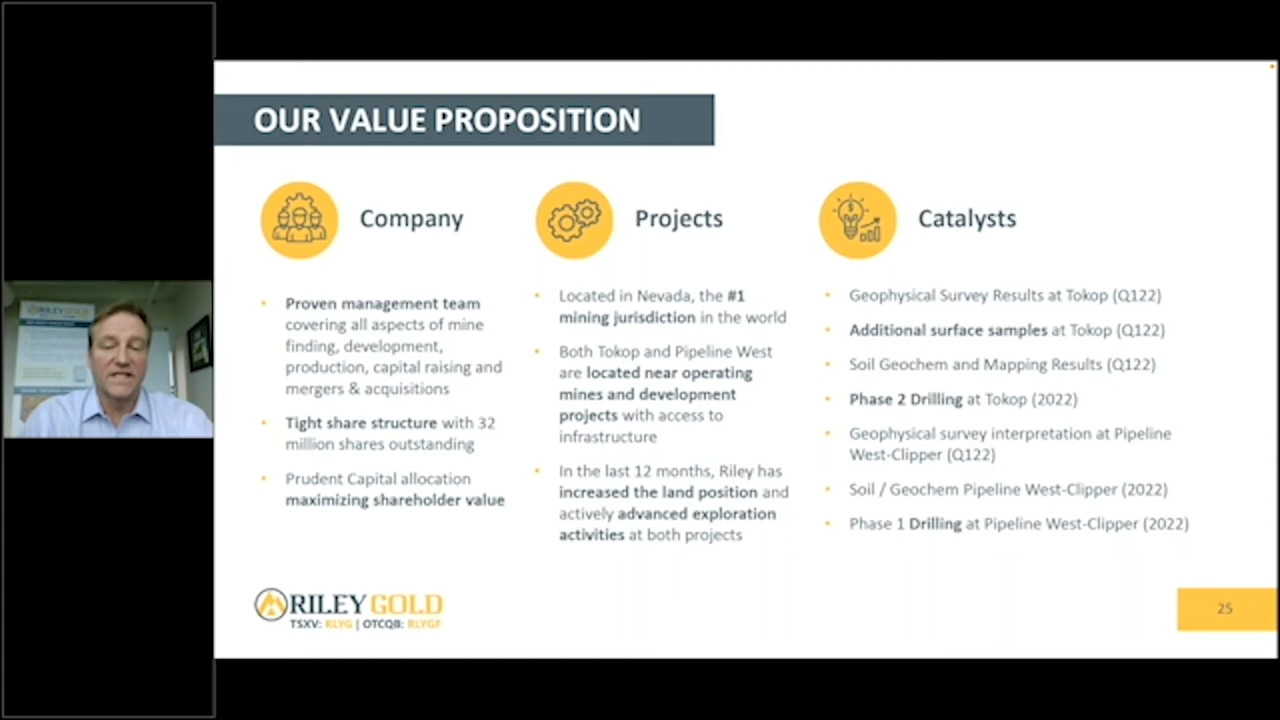 OUR VALUE PROPOSITION
Company
Proven management team
covering all aspects of mine
finding, development,
production, capital raising and
mergers & acquisitions
Tight share structure with 32
million shares outstanding
Prudent Capital allocation
maximizing shareholder value
Projects
Located in Nevada, the #1
mining jurisdiction in the world
Both Tokop and Pipeline West
are located near operating
mines and development
projects with access to
infrastructure
In the last 12 months, Riley has
increased the land position and
actively advanced exploration
activities at both projects
Catalysts
Geophysical Survey Results at Tokop (Q122)
Additional surface samples at Tokop (Q122)
Soil Geochem and Mapping Results (Q122)
Phase 2 Drilling at Tokop (2022)
Geophysical survey interpretation at Pipeline
West-Clipper (Q122)
Soil / Geochem Pipeline West-Clipper (2022)
Phase 1 Drilling at Pipeline West-Clipper (2022)
RILEY GOLD
TSXV: RLYG | OTCQB: RLYGF
25
RILEY GOLD